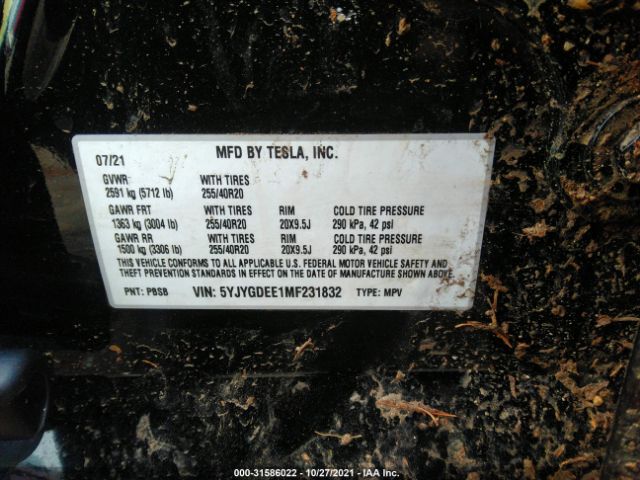 07/21 MFD BY TESLA, INC.
GVWR WITH TIRES
2591 kg (5712 lb) 255/40R20
GAWR FRT WITH TIRES RIM COLD TIRE PRESSURE
1363 kg (3004 lb) 255/40R20 20X9.5J 290 kPa, 42 psi
GAWR RR WITH TIRES RIM COLD TIRE PRESSURE
1500 kg (3306 lb) 255/40R20 20X9.5J 290 kPa, 42 psi
THIS VEHICLE CONFORMS TO ALL APPLICABLE U.S. FEDERAL MOTOR VEHICLE SAFETY AND
THEFT PREVENTION STANDARDS IN EFFECT ON THE DATE OF MANUFACTURE SHOWN ABOVE.
PNT: PBSB VIN: 5YJYGDEE1MF231832 TYPE: MPV
000-31586022 - 10/27/2021 - IAA Inc.